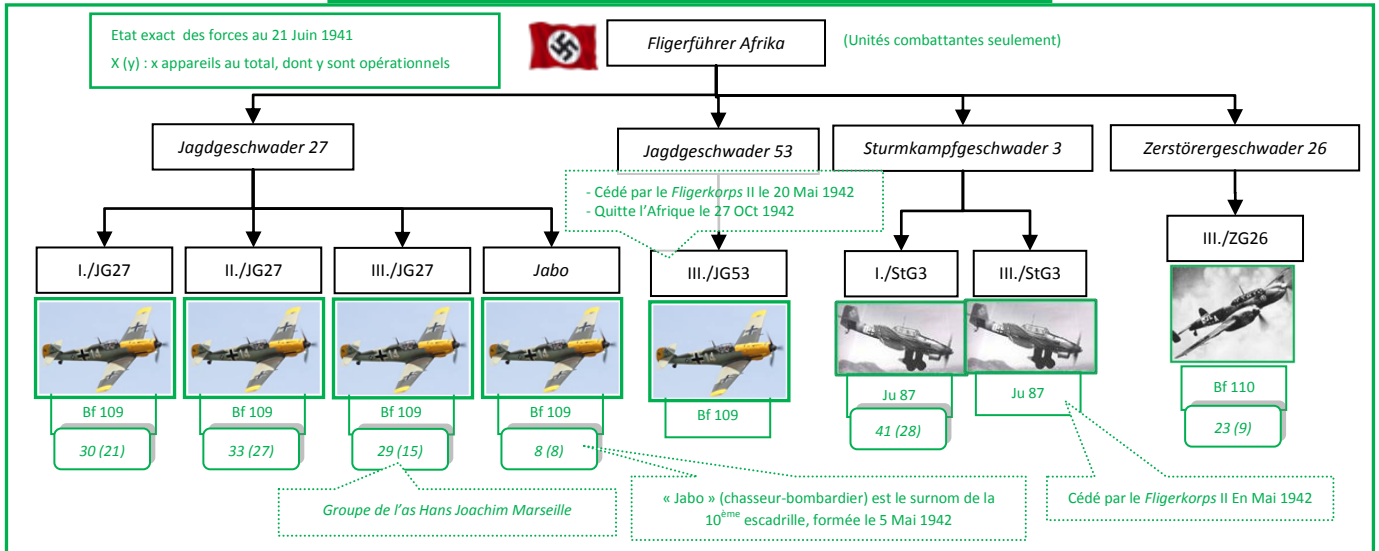 Etat exact des forces au 21 Juin 1941
X (y) : x appareils au total, dont y sont opérationnels
Fligerführer Afrika
(Unités combattantes seulement)
Jagdgeschwader 27
Jagdgeschwader 53
Sturmkampfgeschwader 3
Zerstörergeschwader 26
- Cédé par le Fligerkorps II le 20 Mai 1942
- Quitte l’Afrique le 27 OCt 1942
I./JG27
II./JG27
III./JG27
Jabo
III./JG53
I./StG3
III./StG3
III./ZG26
Bf 109
Bf 109
Bf 109
Bf 109
Bf 109
Ju 87
Ju 87
Bf 110
30 (21)
33 (27)
29 (15)
8 (8)
41 (28)
23 (9)
Groupe de l’as Hans Joachim Marseille
« Jabo » (chasseur-bombardier) est le surnom de la
10ème escadrille, formée le 5 Mai 1942
Cédé par le Fligerkorps II En Mai 1942